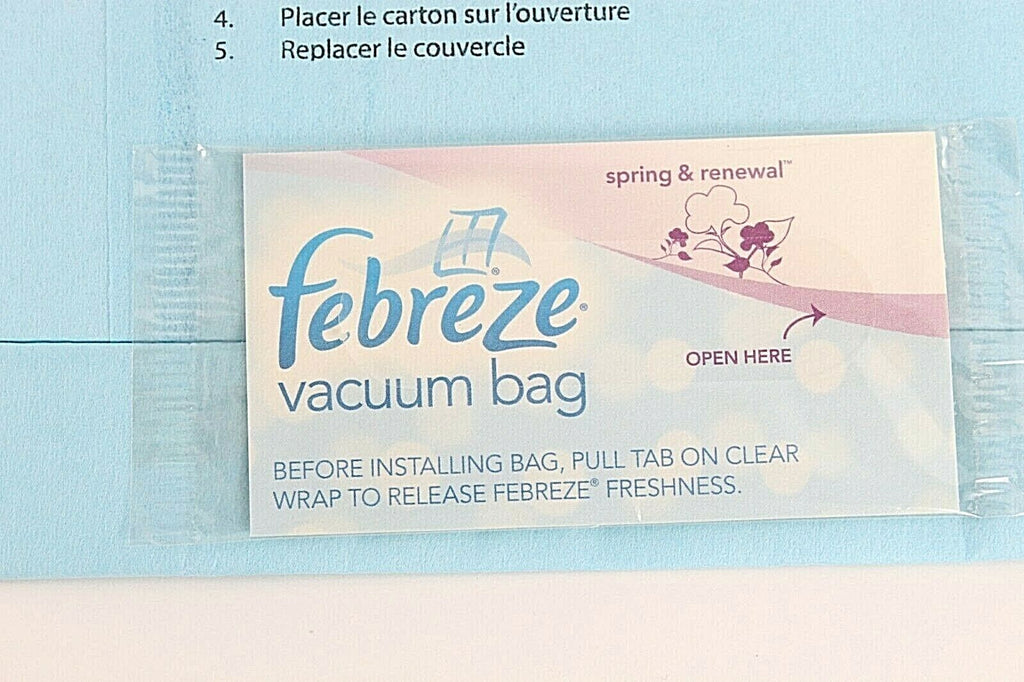 4. Placer le carton sur l'ouverture
5. Replacer le couvercle
spring & renewal™
febreze®
vacuum bag
OPEN HERE
BEFORE INSTALLING BAG, PULL TAB ON CLEAR
WRAP TO RELEASE FEBREZE® FRESHNESS.